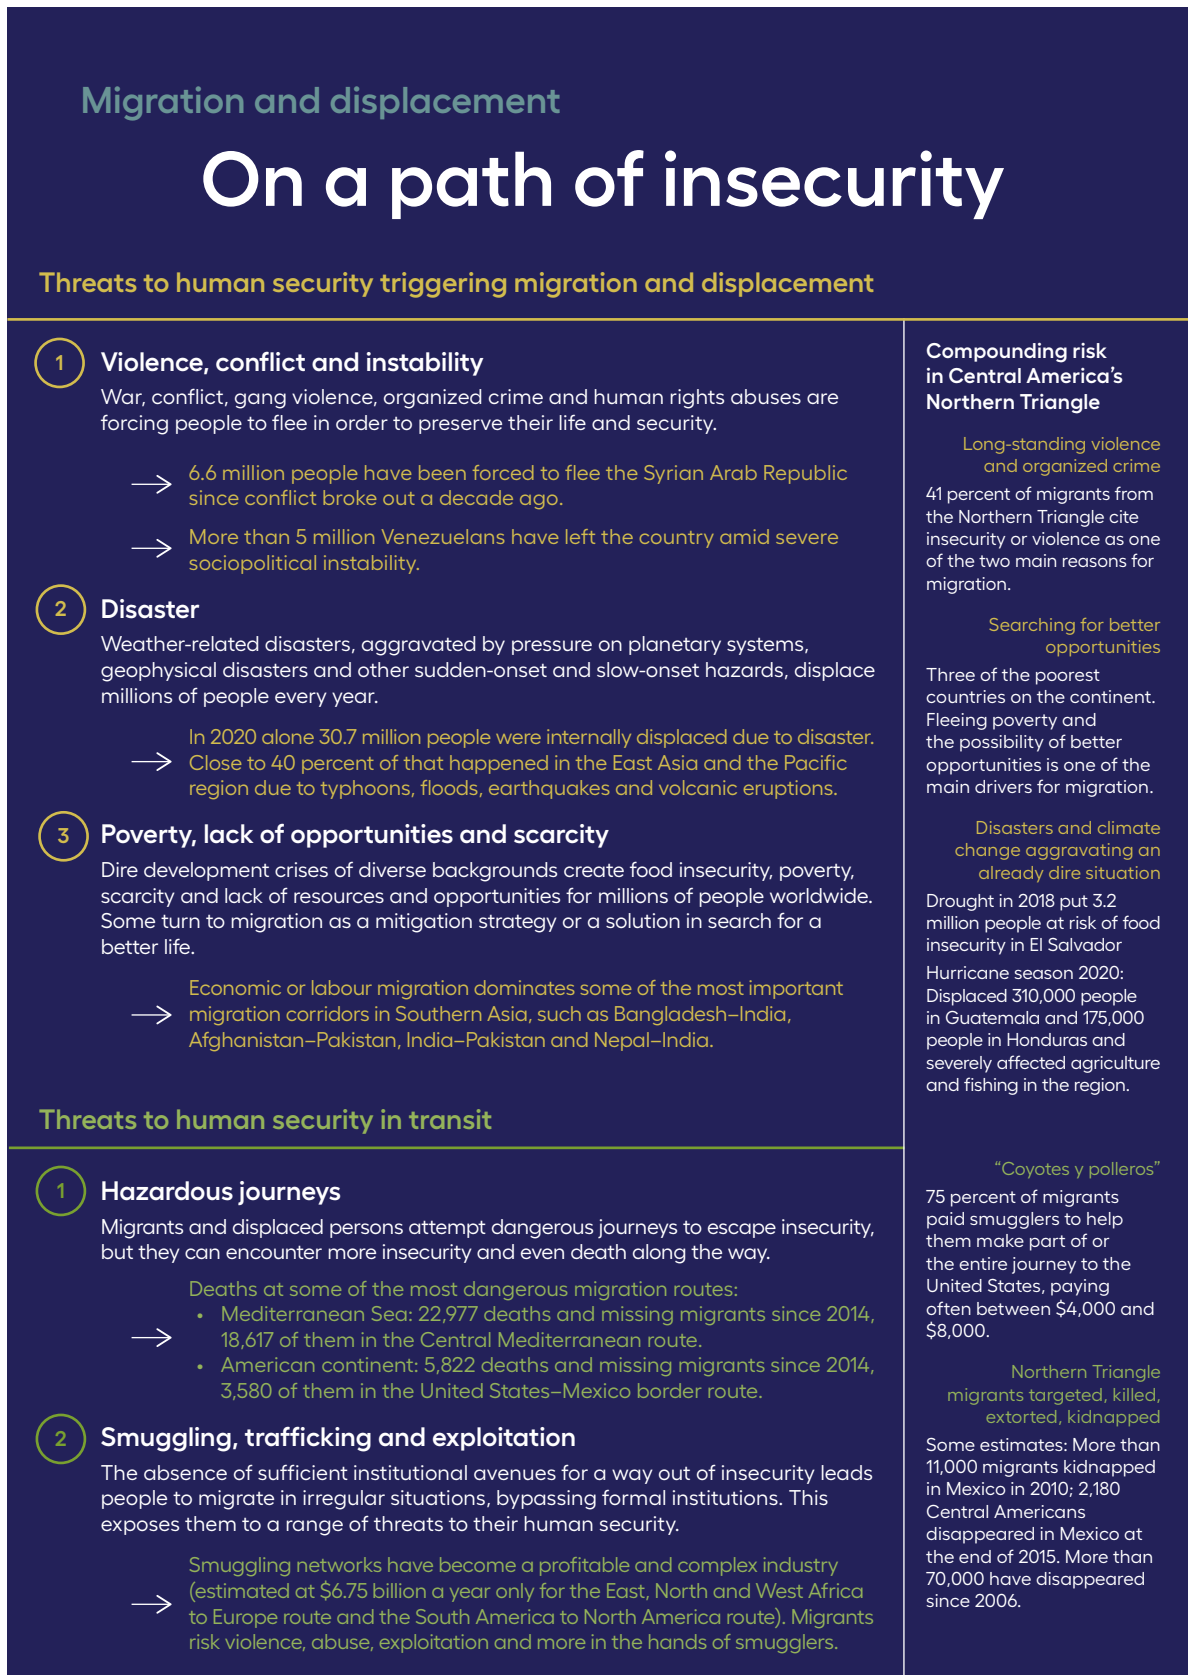 Migration and displacement
On a path of insecurity
Threats to human security triggering migration and displacement
1
Violence, conflict and instability
War, conflict, gang violence, organized crime and human rights abuses are
forcing people to flee in order to preserve their life and security.
6.6 million people have been forced to flee the Syrian Arab Republic
since conflict broke out a decade ago.
More than 5 million Venezuelans have left the country amid severe
sociopolitical instability.
2
Disaster
Weather-related disasters, aggravated by pressure on planetary systems,
geophysical disasters and other sudden-onset and slow-onset hazards, displace
millions of people every year.
In 2020 alone 30.7 million people were internally displaced due to disaster.
Close to 40 percent of that happened in the East Asia and the Pacific
region due to typhoons, floods, earthquakes and volcanic eruptions.
3
Poverty, lack of opportunities and scarcity
Dire development crises of diverse backgrounds create food insecurity, poverty,
scarcity and lack of resources and opportunities for millions of people worldwide.
Some turn to migration as a mitigation strategy or a solution in search for a
better life.
Economic or labour migration dominates some of the most important
migration corridors in Southern Asia, such as Bangladesh–India,
Afghanistan–Pakistan, India–Pakistan and Nepal–India.
Threats to human security in transit
1
Hazardous journeys
Migrants and displaced persons attempt dangerous journeys to escape insecurity,
but they can encounter more insecurity and even death along the way.
Deaths at some of the most dangerous migration routes:
• Mediterranean Sea: 22,977 deaths and missing migrants since 2014,
18,617 of them in the Central Mediterranean route.
• American continent: 5,822 deaths and missing migrants since 2014,
3,580 of them in the United States–Mexico border route.
2
Smuggling, trafficking and exploitation
The absence of sufficient institutional avenues for a way out of insecurity leads
people to migrate in irregular situations, bypassing formal institutions. This
exposes them to a range of threats to their human security.
Smuggling networks have become a profitable and complex industry
(estimated at $6.75 billion a year only for the East, North and West Africa
to Europe route and the South America to North America route). Migrants
risk violence, abuse, exploitation and more in the hands of smugglers.
Compounding risk
in Central America's
Northern Triangle
Long-standing violence
and organized crime
41 percent of migrants from
the Northern Triangle cite
insecurity or violence as one
of the two main reasons for
migration.
Searching for better
opportunities
Three of the poorest
countries on the continent.
Fleeing poverty and
the possibility of better
opportunities is one of the
main drivers for migration.
Disasters and climate
change aggravating an
already dire situation
Drought in 2018 put 3.2
million people at risk of food
insecurity in El Salvador
Hurricane season 2020:
Displaced 310,000 people
in Guatemala and 175,000
people in Honduras and
severely affected agriculture
and fishing in the region.
“Coyotes y polleros”
75 percent of migrants
paid smugglers to help
them make part of or
the entire journey to the
United States, paying
often between $4,000 and
$8,000.
Northern Triangle
migrants targeted, killed,
extorted, kidnapped
Some estimates: More than
11,000 migrants kidnapped
in Mexico in 2010; 2,180
Central Americans
disappeared in Mexico at
the end of 2015. More than
70,000 have disappeared
since 2006.